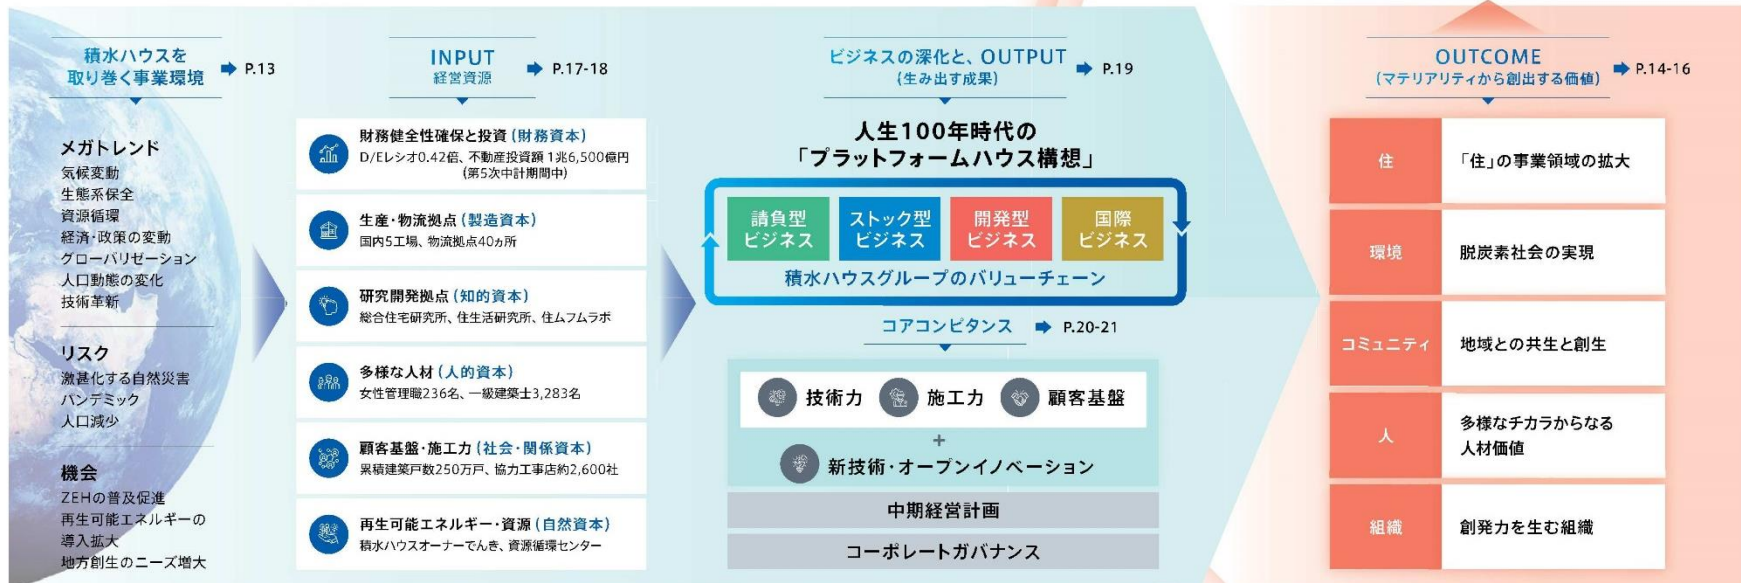 積水ハウスを
取り巻く事業環境
P.13
メガトレンド
気候変動
生態系保全
資源循環
経済・政策の変動
グローバリゼーション
人口動態の変化
技術革新
リスク
激甚化する自然災害
パンデミック
人口減少
機会
ZEHの普及促進
再生可能エネルギーの
導入拡大
地方創生のニーズ増大
INPUT
経営資源
P.17-18
財務健全性確保と投資(財務資本)
D/Eレシオ0.42倍、不動産投資額 1兆6,500億円
(第5次中計期間中)
生産・物流拠点(製造資本)
国内5工場、物流拠点40ヵ所
研究開発拠点(知的資本)
総合住宅研究所、住生活研究所、住ムフムラボ
多様な人材(人的資本)
女性管理職236名、一級建築士3,283名
顧客基盤・施工力(社会・関係資本)
累積建築戸数250万戸、協力工事店約2,600社
再生可能エネルギー・資源(自然資本)
積水ハウスオーナーでんき、資源循環センター
ビジネスの深化と、OUTPUT
(生み出す成果)
P.19
人生100年時代の
「プラットフォームハウス構想」
請負型
ビジネス
ストック型
ビジネス
開発型
ビジネス
国際
ビジネス
積水ハウスグループのバリューチェーン
コアコンピタンス
P.20-21
技術力
施工力
顧客基盤
+
新技術・オープンイノベーション
中期経営計画
コーポレートガバナンス
OUTCOME
(マテリアリティから創出する価値)
P.14-16
住
「住」の事業領域の拡大
環境
脱炭素社会の実現
コミュニティ
地域との共生と創生
人
多様なチカラからなる
人材価値
組織
創発力を生む組織